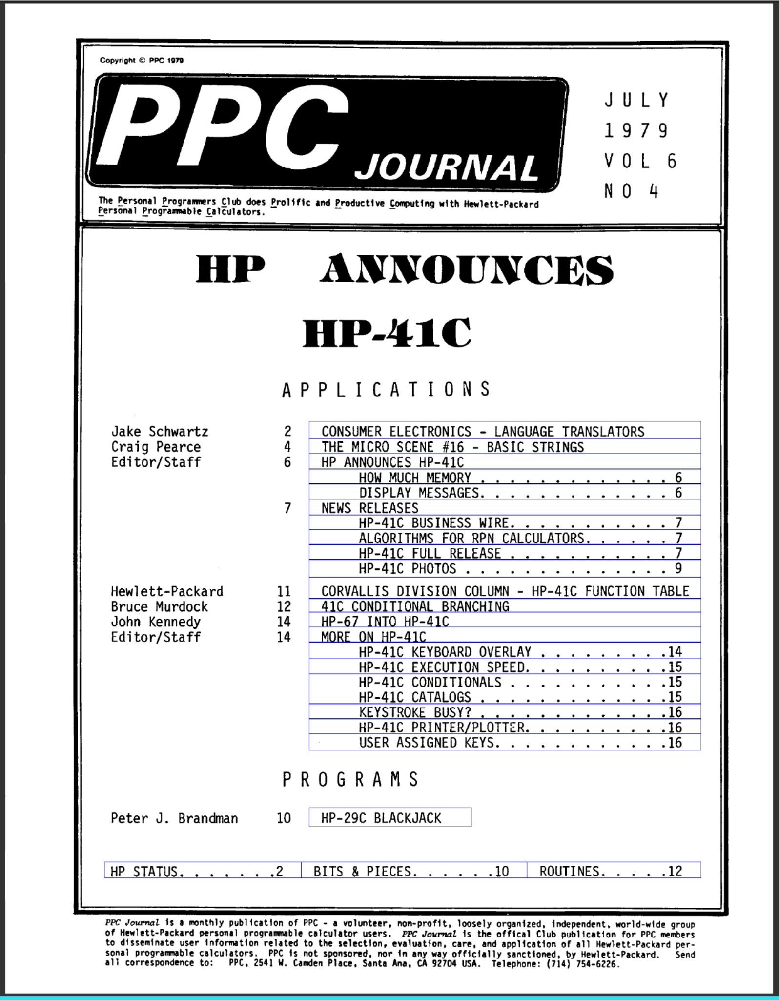 Copyright © PPC 1979
PPC JOURNAL
JULY
1979
VOL 6
NO 4
The Personal Programmers Club does Prolific and Productive Computing with Hewlett-Packard
Personal Programmable Calculators.
HP ANNOUNCES
HP-41C
APPLICATIONS
Jake Schwartz 2 CONSUMER ELECTRONICS - LANGUAGE TRANSLATORS
Craig Pearce 4 THE MICRO SCENE #16 - BASIC STRINGS
Editor/Staff 6 HP ANNOUNCES HP-41C
HOW MUCH MEMORY . . . . . . . . . . . . . 6
DISPLAY MESSAGES. . . . . . . . . . . . . 6
7 NEWS RELEASES
HP-41C BUSINESS WIRE. . . . . . . . . . . 7
ALGORITHMS FOR RPN CALCULATORS. . . . . . 7
HP-41C FULL RELEASE . . . . . . . . . . . 7
HP-41C PHOTOS . . . . . . . . . . . . . . 9
Hewlett-Packard 11 CORVALLIS DIVISION COLUMN - HP-41C FUNCTION TABLE
Bruce Murdock 12 41C CONDITIONAL BRANCHING
John Kennedy 14 HP-67 INTO HP-41C
Editor/Staff 14 MORE ON HP-41C
HP-41C KEYBOARD OVERLAY . . . . . . . . .14
HP-41C EXECUTION SPEED. . . . . . . . . .15
HP-41C CONDITIONALS . . . . . . . . . . .15
HP-41C CATALOGS . . . . . . . . . . . . .15
KEYSTROKE BUSY? . . . . . . . . . . . . .16
HP-41C PRINTER/PLOTTER. . . . . . . . . .16
USER ASSIGNED KEYS. . . . . . . . . . . .16
PROGRAMS
Peter J. Brandman 10 HP-29C BLACKJACK
HP STATUS. . . . . . .2 BITS & PIECES. . . . . .10 ROUTINES. . . . .12
PPC Journal is a monthly publication of PPC - a volunteer, non-profit, loosely organized, independent, world-wide group
of Hewlett-Packard personal programmable calculator users. PPC Journal is the offical Club publication for PPC members
to disseminate user information related to the selection, evaluation, care, and application of all Hewlett-Packard per-
sonal programmable calculators. PPC is not sponsored, nor in any way officially sanctioned, by Hewlett-Packard. Send
all correspondence to: PPC, 2541 W. Camden Place, Santa Ana, CA 92704 USA. Telephone: (714) 754-6226.